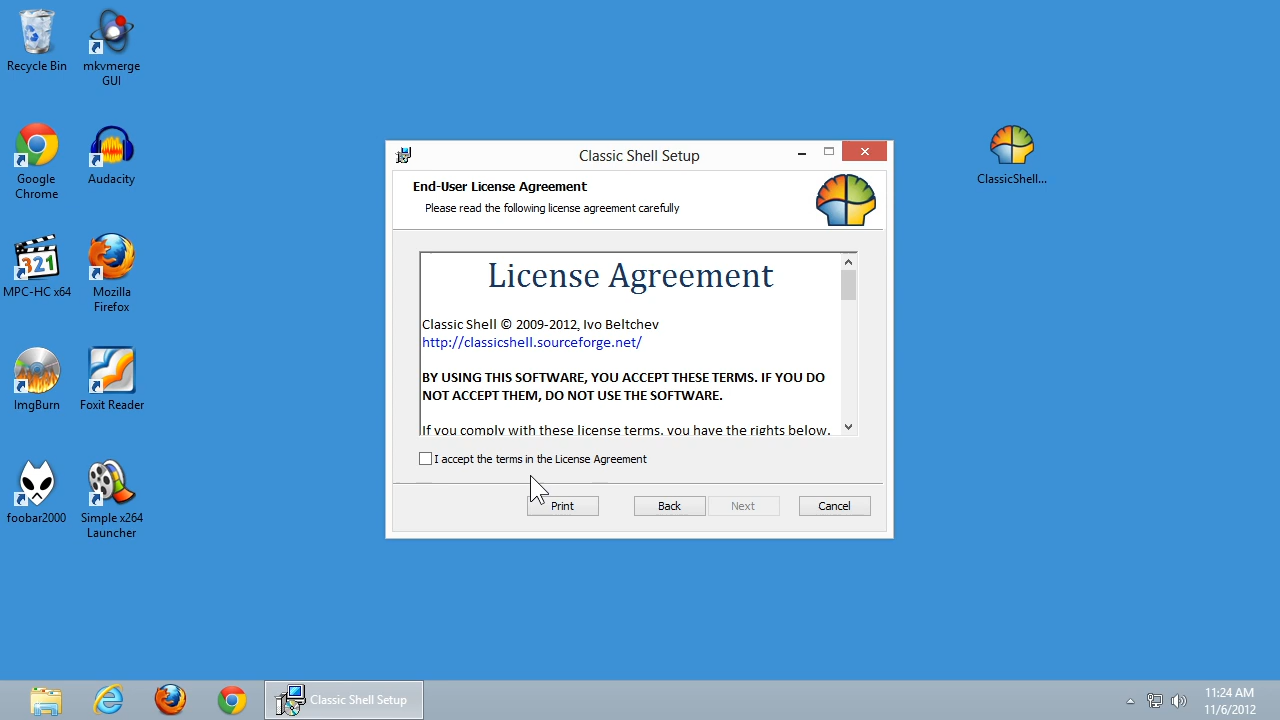 Recycle Bin
mkvmerge
GUI
Google
Chrome
Audacity
MPC-HC x64
Mozilla
Firefox
ImgBurn
Foxit Reader
foobar2000
Simple x264
Launcher
ClassicShell...
Classic Shell Setup
End-User License Agreement
Please read the following license agreement carefully
License Agreement
Classic Shell © 2009-2012, Ivo Beltchev
http://classicshell.sourceforge.net/
BY USING THIS SOFTWARE, YOU ACCEPT THESE TERMS. IF YOU DO
NOT ACCEPT THEM, DO NOT USE THE SOFTWARE.
If you comply with these license terms, you have the rights below.
I accept the terms in the License Agreement
Print
Back
Next
Cancel
Classic Shell Setup
11:24 AM
11/6/2012
321